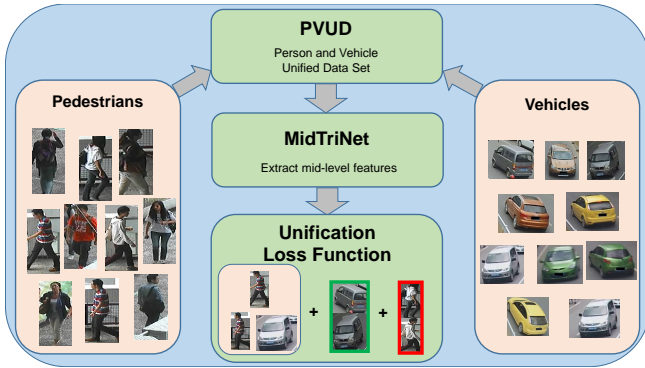 PVUD
Person and Vehicle
Unified Data Set
Pedestrians
Vehicles
MidTriNet
Extract mid-level features
Unification
Loss Function
+ +